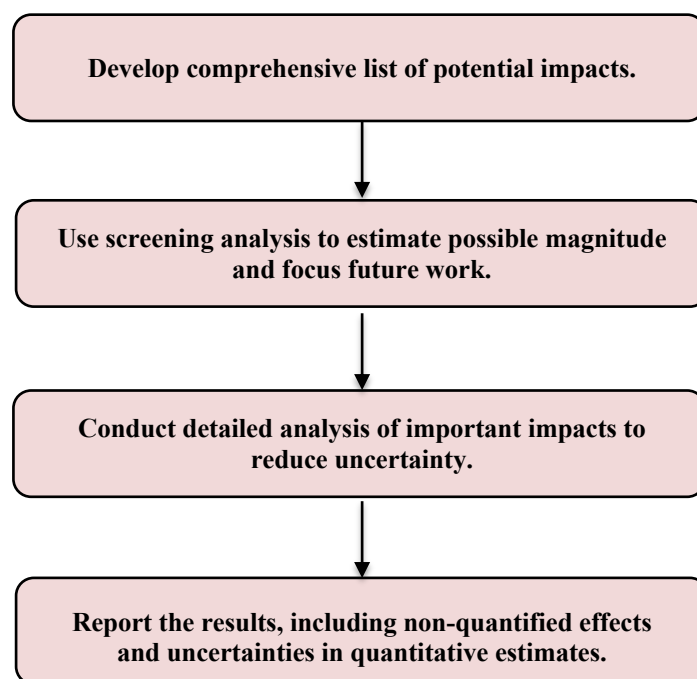 Develop comprehensive list of potential impacts.
Use screening analysis to estimate possible magnitude
and focus future work.
Conduct detailed analysis of important impacts to
reduce uncertainty.
Report the results, including non-quantified effects
and uncertainties in quantitative estimates.